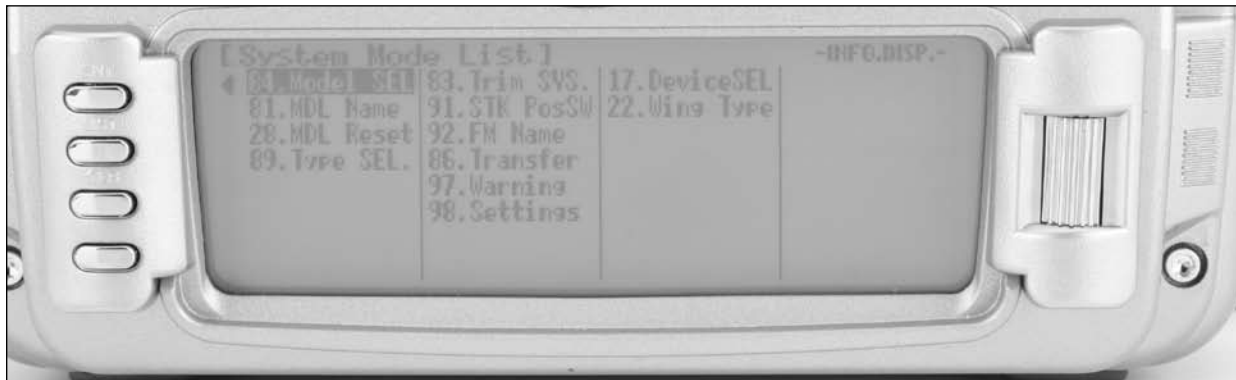 [System Mode List]
-INFO.DISP.-
84.Model SEL
81.MDL Name
28.MDL Reset
89.Type SEL.
83.Trim SYS.
91.STK PosSW
92.FM Name
86.Transfer
97.Warning
98.Settings
17.DeviceSEL
22.Wing Type